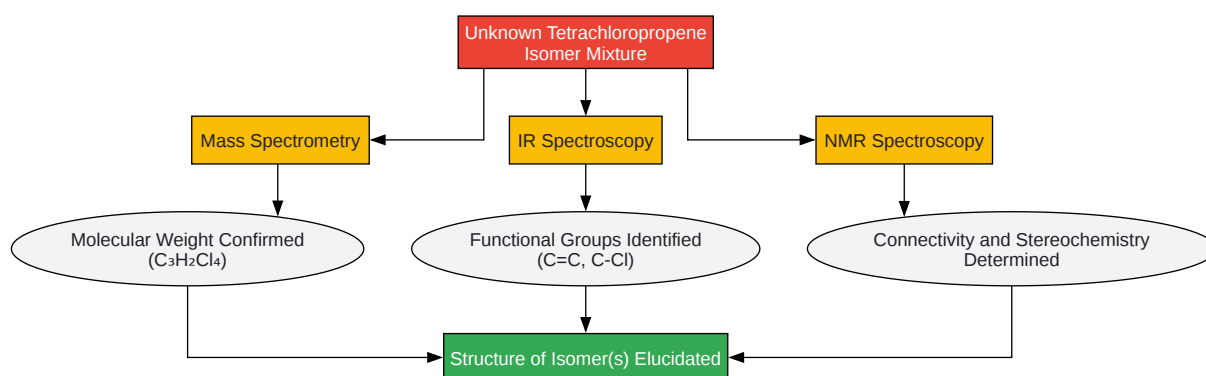 Unknown Tetrachloropropene
Isomer Mixture
Mass Spectrometry
IR Spectroscopy
NMR Spectroscopy
Molecular Weight Confirmed
(C₃H₂Cl₄)
Functional Groups Identified
(C=C, C-Cl)
Connectivity and Stereochemistry
Determined
Structure of Isomer(s) Elucidated